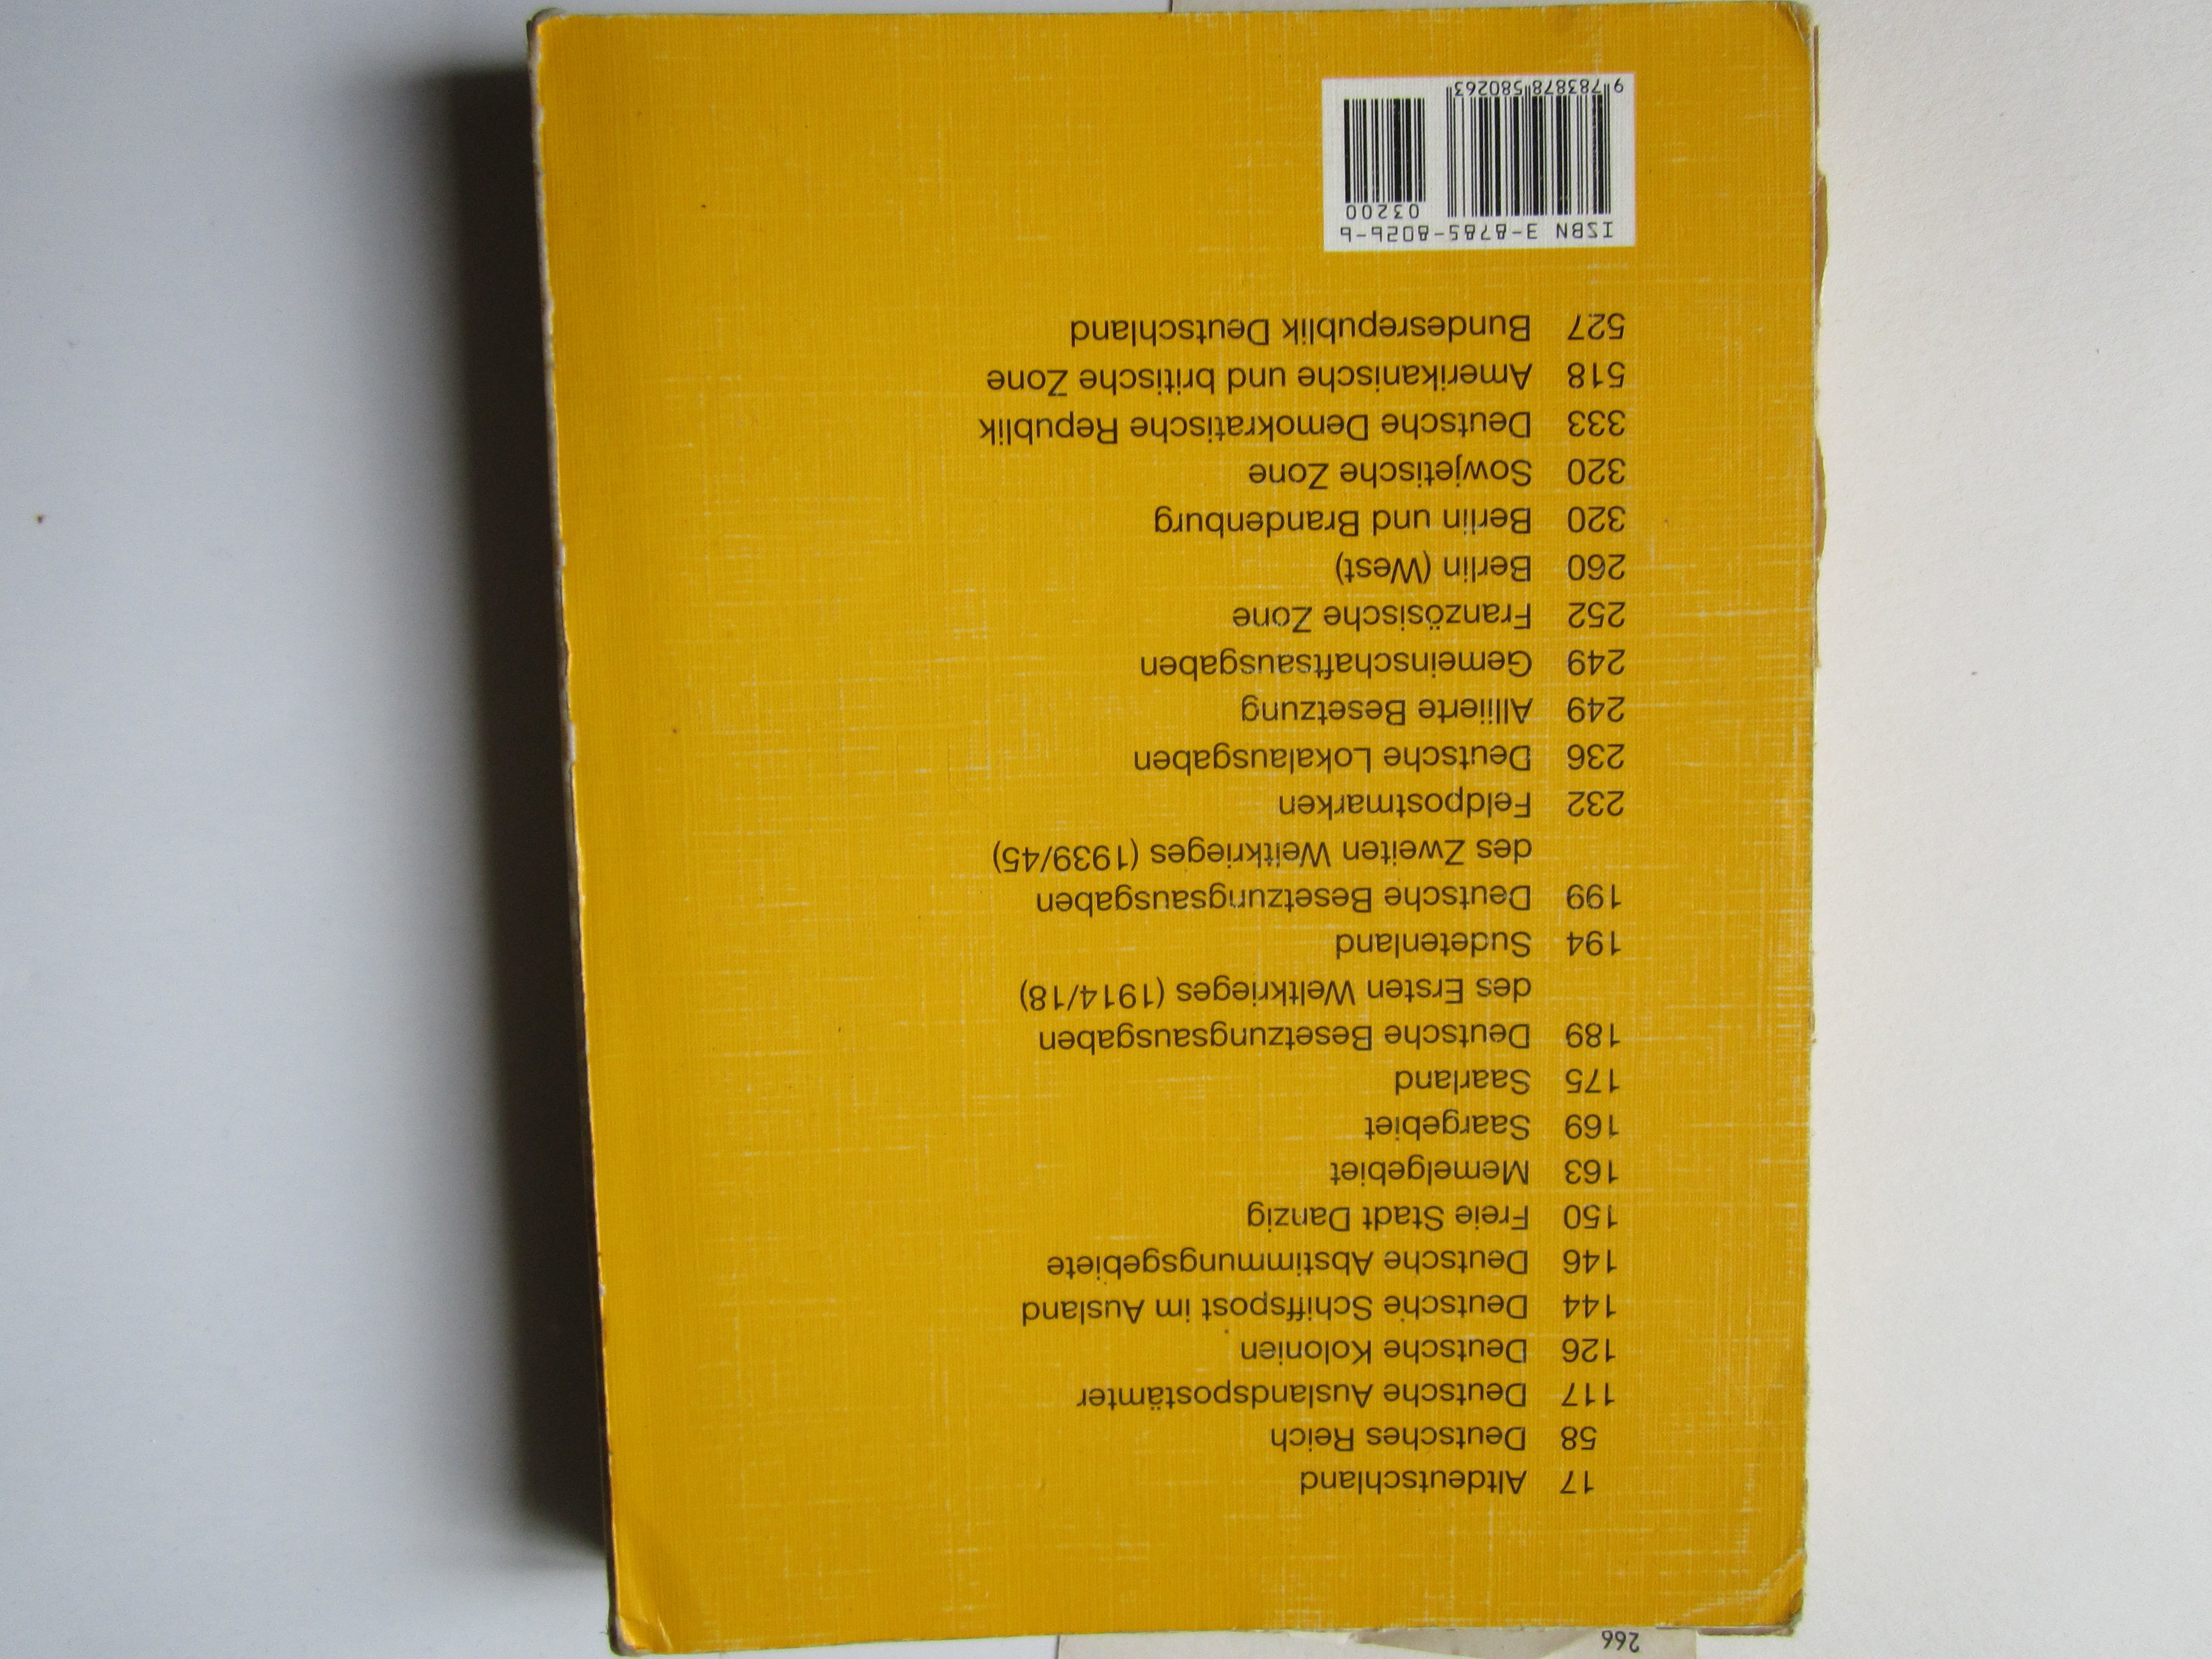 17 Altdeutschland
58 Deutsches Reich
117 Deutsche Auslandspostämter
126 Deutsche Kolonien
144 Deutsche Schiffspost im Ausland
146 Deutsche Abstimmungsgebiete
150 Freie Stadt Danzig
163 Memelgebiet
169 Saargebiet
175 Saarland
189 Deutsche Besetzungsausgaben
des Ersten Weltkrieges (1914/18)
194 Sudetenland
199 Deutsche Besetzungsausgaben
des Zweiten Weltkrieges (1939/45)
232 Feldpostmarken
236 Deutsche Lokalausgaben
249 Alliierte Besetzung
249 Gemeinschaftsausgaben
252 Französische Zone
260 Berlin (West)
320 Berlin und Brandenburg
320 Sowjetische Zone
333 Deutsche Demokratische Republik
518 Amerikanische und britische Zone
527 Bundesrepublik Deutschland
ISBN 3-8785-8026-6
03200
9 783878 580263
266